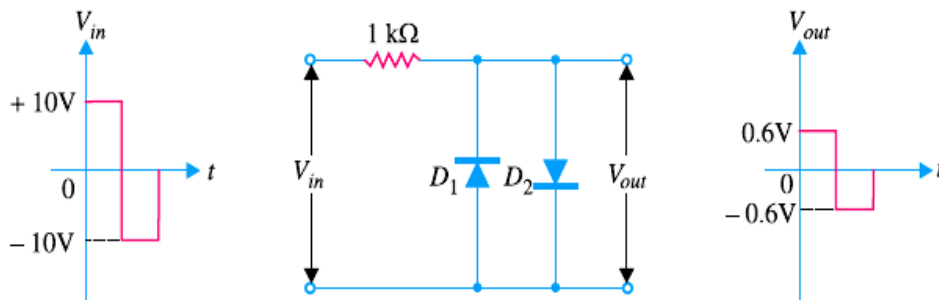 V_in
+ 10V
0
t
– 10V
1 kΩ
V_in
D_1
D_2
V_out
V_out
0.6V
0
t
– 0.6V